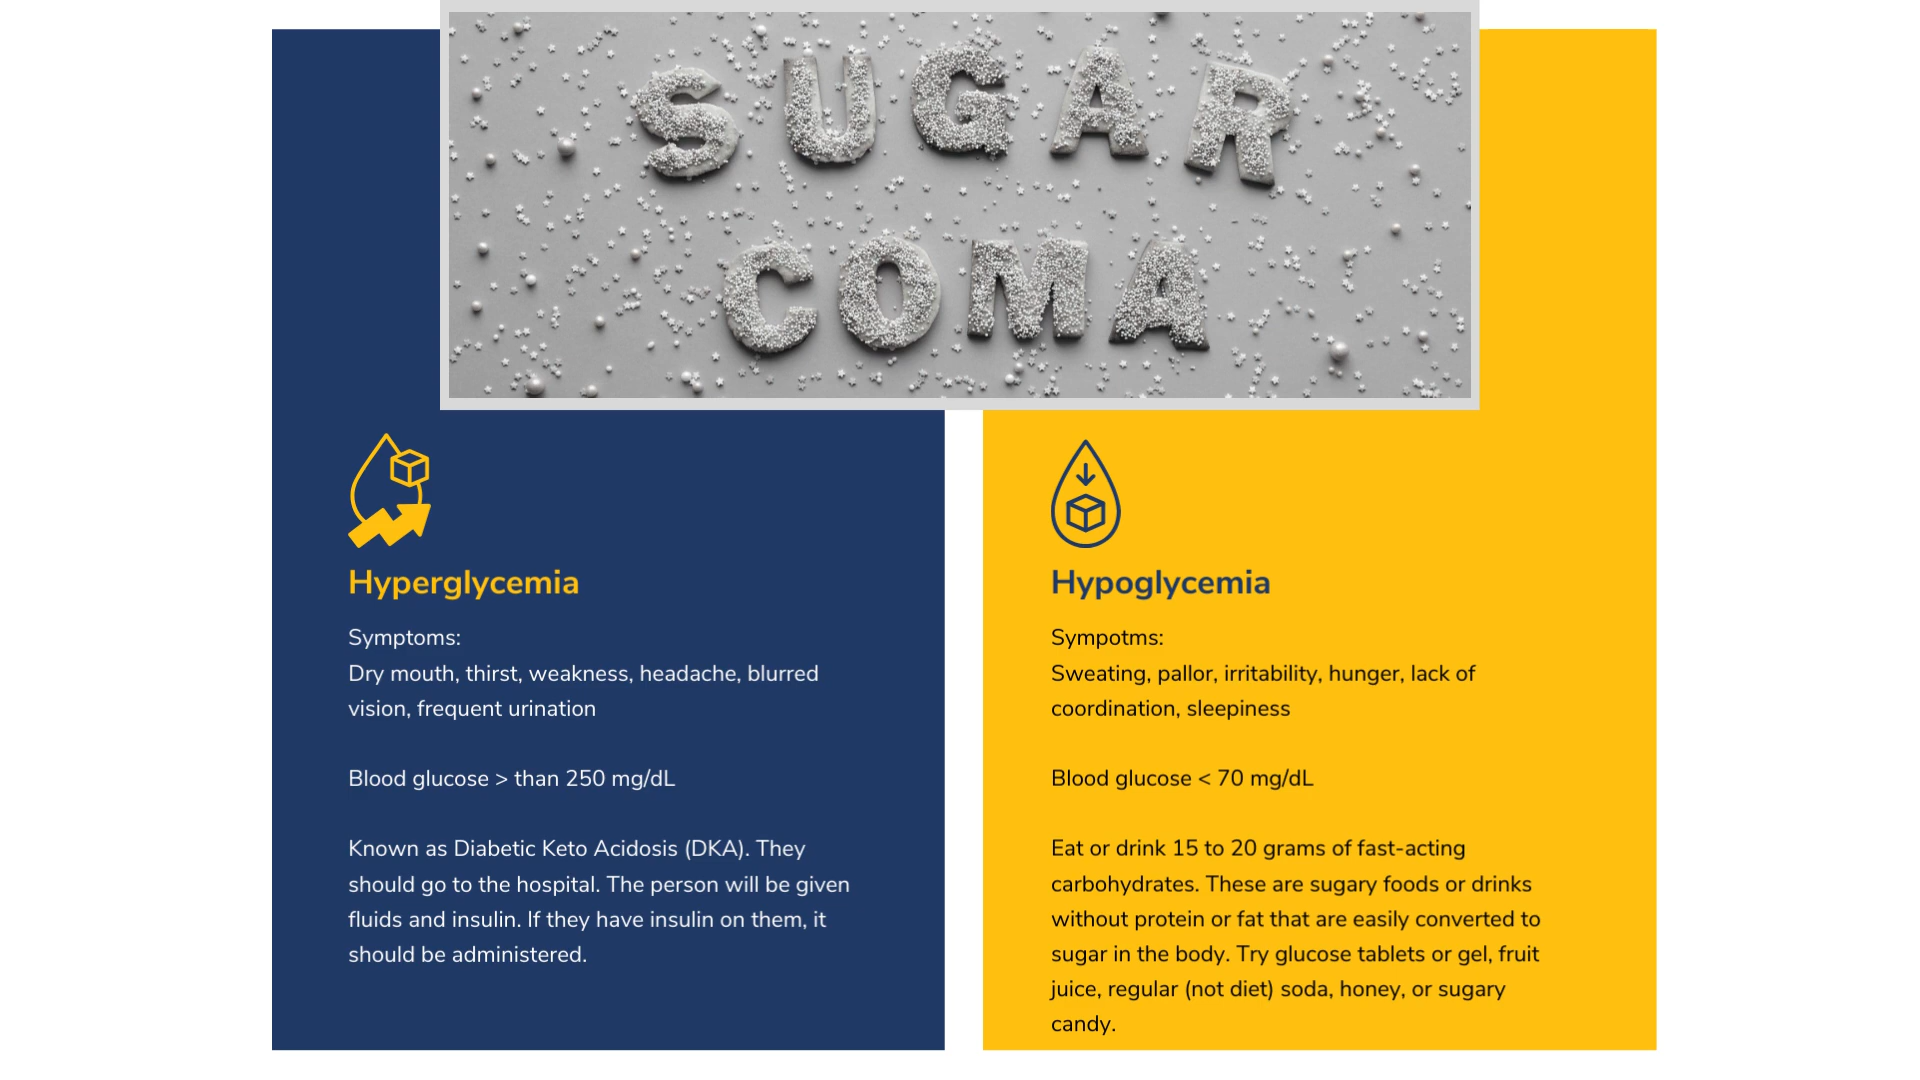 SUGAR
COMA
Hyperglycemia
Symptoms:
Dry mouth, thirst, weakness, headache, blurred
vision, frequent urination
Blood glucose > than 250 mg/dL
Known as Diabetic Keto Acidosis (DKA). They
should go to the hospital. The person will be given
fluids and insulin. If they have insulin on them, it
should be administered.
Hypoglycemia
Sympotms:
Sweating, pallor, irritability, hunger, lack of
coordination, sleepiness
Blood glucose < 70 mg/dL
Eat or drink 15 to 20 grams of fast-acting
carbohydrates. These are sugary foods or drinks
without protein or fat that are easily converted to
sugar in the body. Try glucose tablets or gel, fruit
juice, regular (not diet) soda, honey, or sugary
candy.